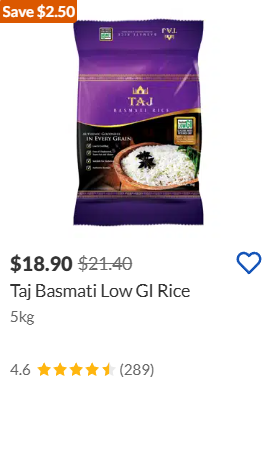 Save $2.50
TAJ
BASMATI RICE
IN EVERY GRAIN
$18.90 $21.40
Taj Basmati Low GI Rice
5kg
4.6 (289)